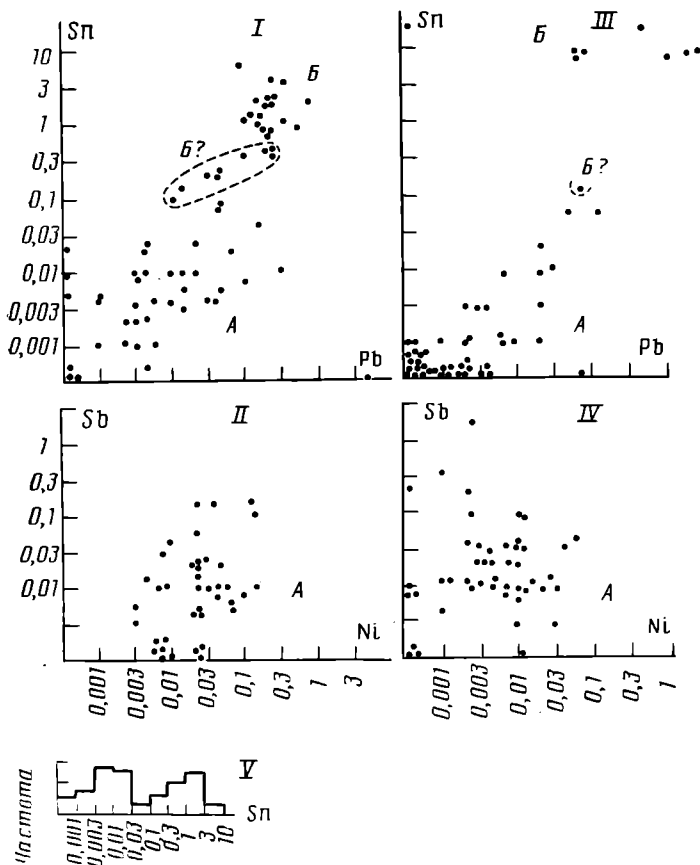 Sn I
10
3
1
0,3
0,1
0,03
0,01
0,003
0,001
Б
Б?
А
Pb
Sn III
Б
Б?
А
Pb
Sb II
1
0,3
0,1
0,03
0,01
А
Ni
0,001 0,003 0,01 0,03 0,1 0,3 1 3
Sb IV
А
Ni
0,001 0,003 0,01 0,03 0,1 0,3 1
Частота
V
Sn
0,001 0,003 0,01 0,03 0,1 0,3 1 3 10